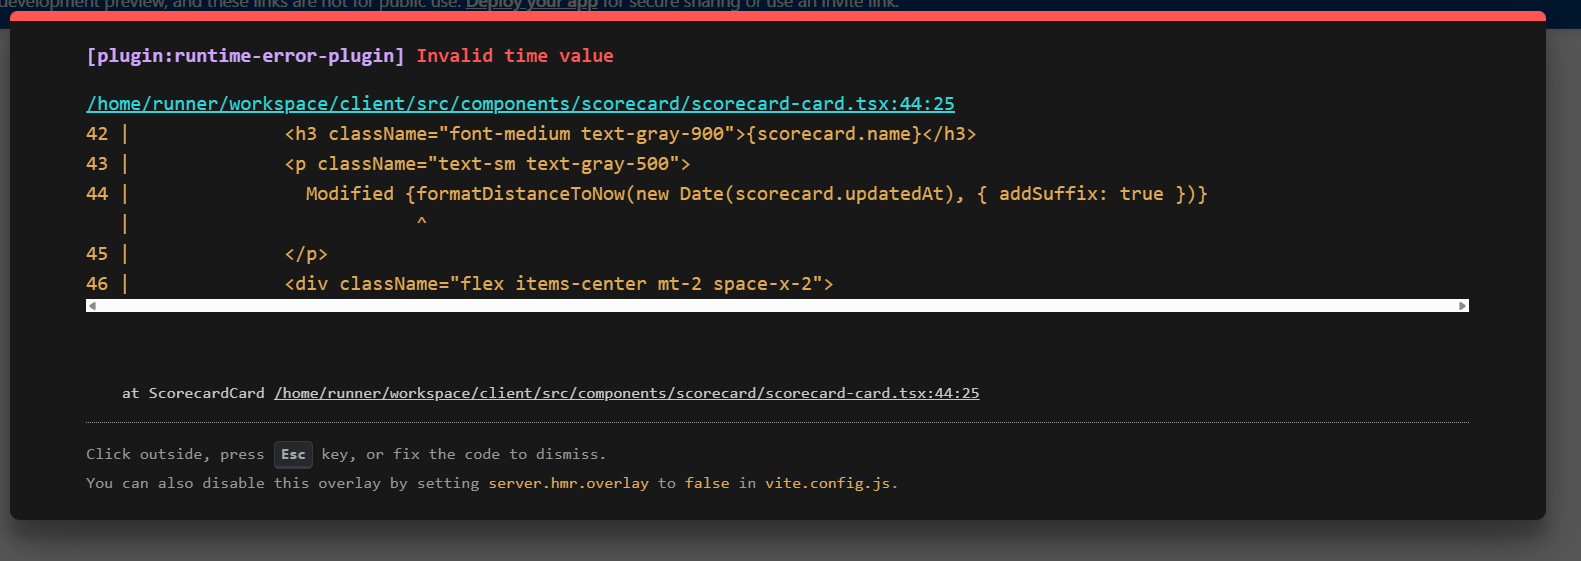 development preview, and these links are not for public use. Deploy your app for secure sharing or use an invite link.
[plugin:runtime-error-plugin] Invalid time value
/home/runner/workspace/client/src/components/scorecard/scorecard-card.tsx:44:25
42 |              <h3 className="font-medium text-gray-900">{scorecard.name}</h3>
43 |              <p className="text-sm text-gray-500">
44 |                Modified {formatDistanceToNow(new Date(scorecard.updatedAt), { addSuffix: true })}
   |                          ^
45 |              </p>
46 |              <div className="flex items-center mt-2 space-x-2">
at ScorecardCard /home/runner/workspace/client/src/components/scorecard/scorecard-card.tsx:44:25
Click outside, press Esc key, or fix the code to dismiss.
You can also disable this overlay by setting server.hmr.overlay to false in vite.config.js.